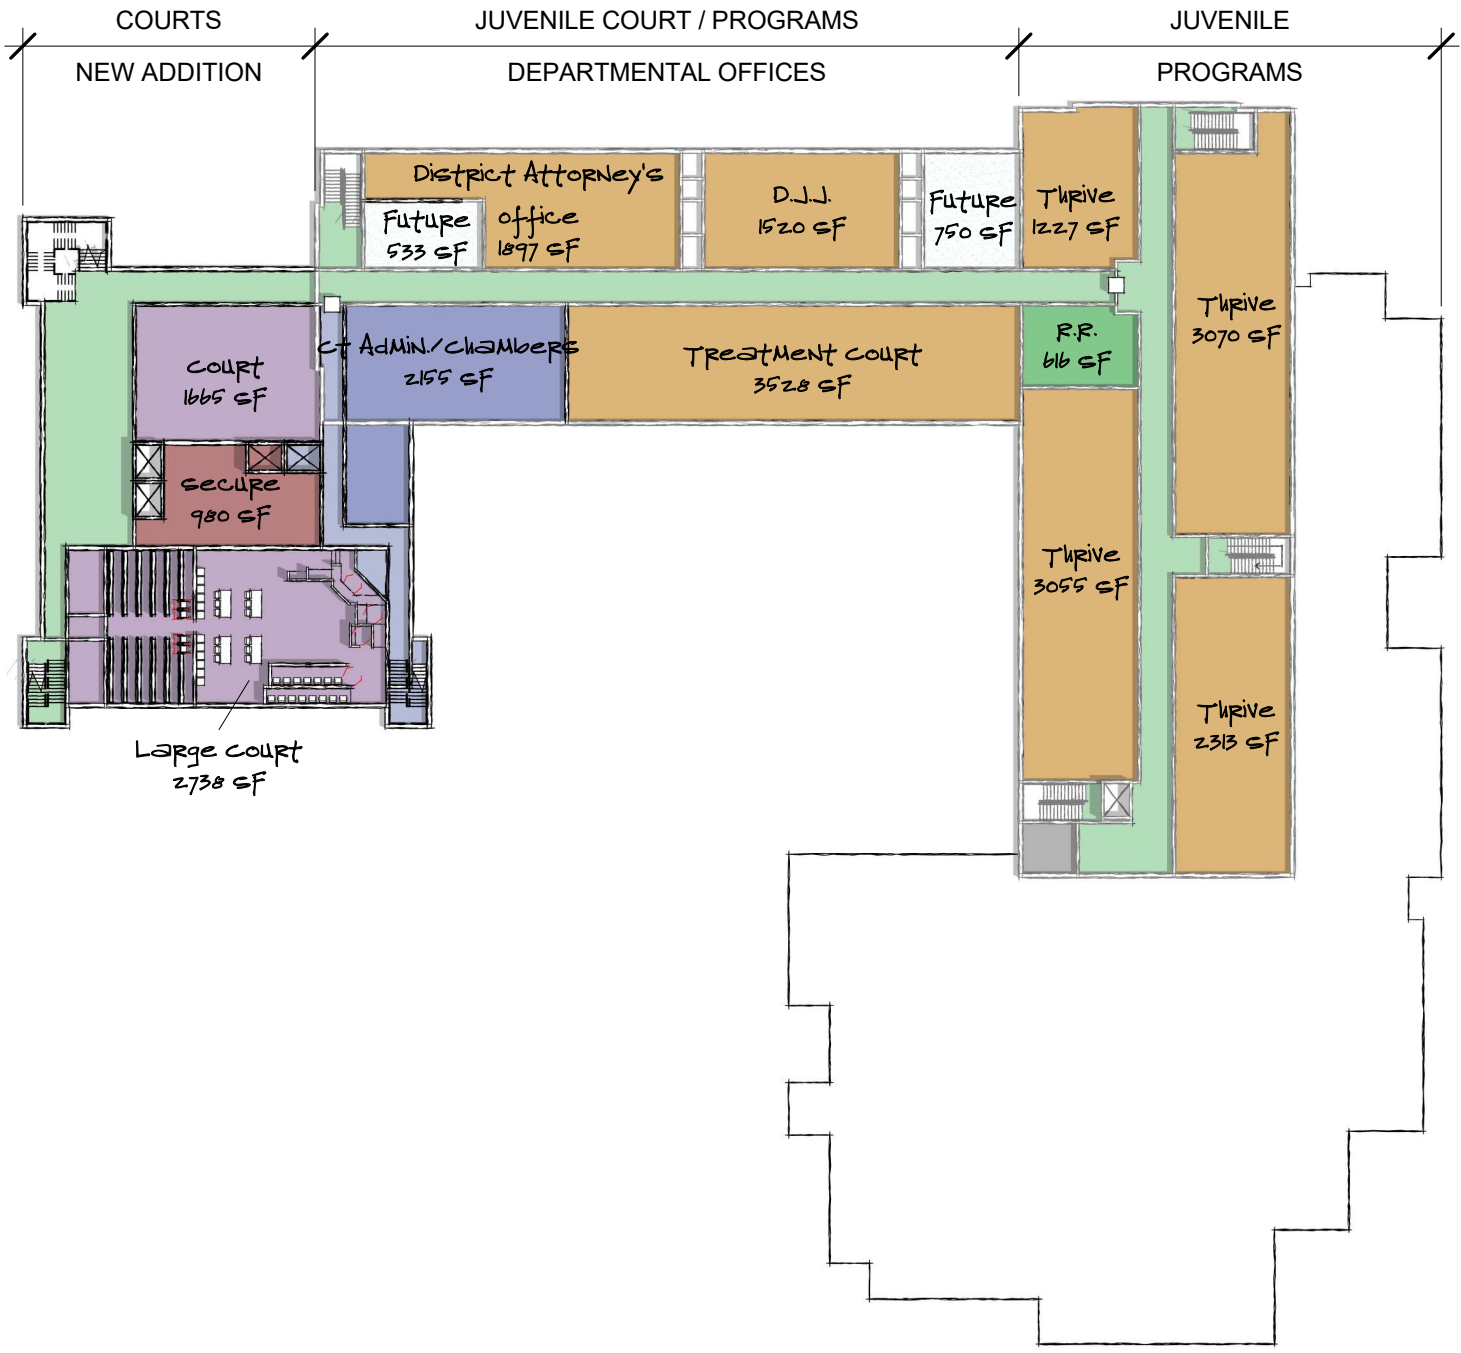 COURTS
JUVENILE COURT / PROGRAMS
JUVENILE
NEW ADDITION
DEPARTMENTAL OFFICES
PROGRAMS
District Attorney's
office
1897 SF
Future
533 SF
D.J.J.
1520 SF
Future
750 SF
Thrive
1227 SF
Thrive
3070 SF
Court
1665 SF
CT Admin./Chambers
2155 SF
Treatment Court
3528 SF
R.R.
616 SF
Secure
980 SF
Thrive
3055 SF
Thrive
2313 SF
Large Court
2738 SF